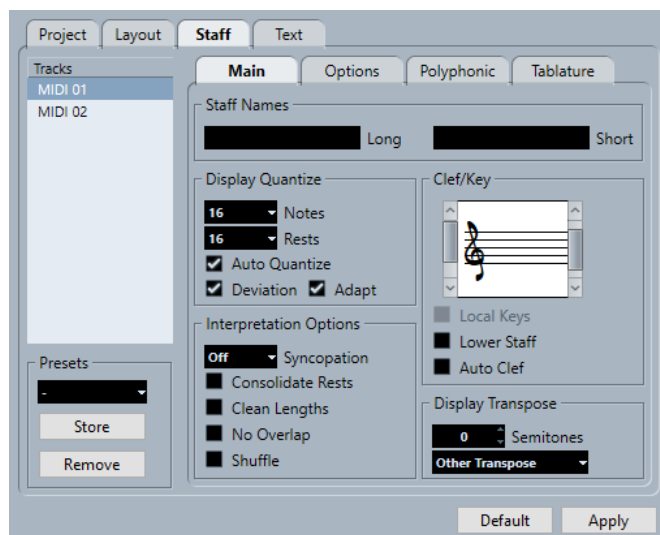 Project Layout Staff Text
Tracks
MIDI 01
MIDI 02
Presets
-
Store
Remove
Main Options Polyphonic Tablature
Staff Names
Long Short
Display Quantize
16 Notes
16 Rests
Auto Quantize
Deviation Adapt
Interpretation Options
Off Syncopation
Consolidate Rests
Clean Lengths
No Overlap
Shuffle
Clef/Key
Local Keys
Lower Staff
Auto Clef
Display Transpose
0 Semitones
Other Transpose
Default Apply